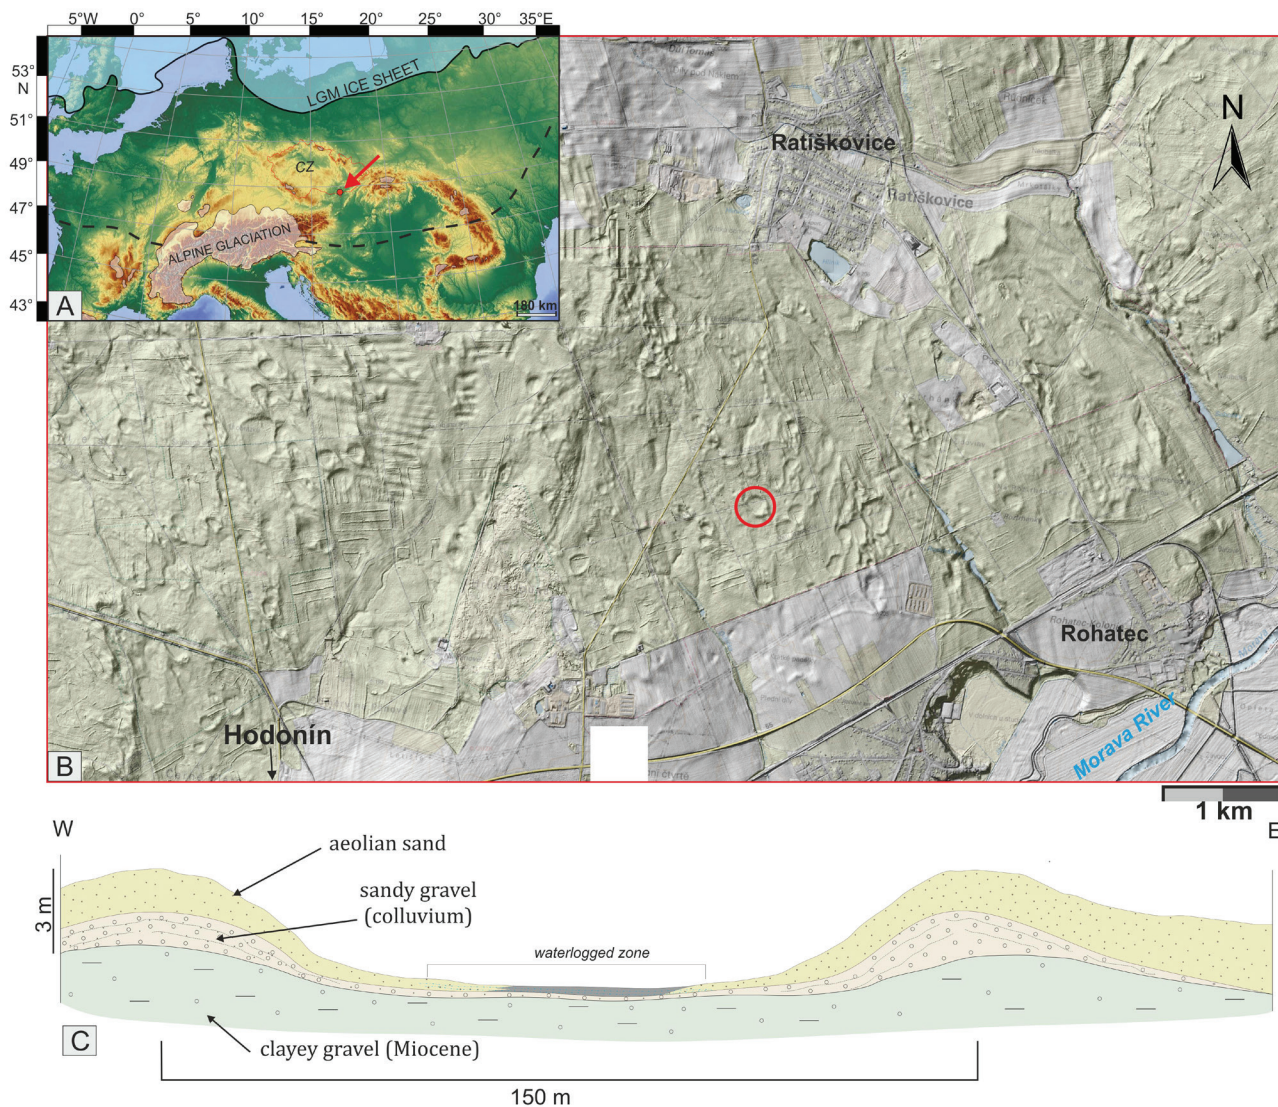 5°W 0° 5° 10° 15° 20° 25° 30° 35°E
53°
N
51°
49°
47°
45°
43°
LGM ICE SHEET
CZ
ALPINE GLACIATION
A
180 km
N
Ratíškovice
Ratíškovice
Rohatec
Hodonín
Morava River
B
1 km
W
E
aeolian sand
sandy gravel
(colluvium)
3 m
waterlogged zone
C
clayey gravel (Miocene)
150 m